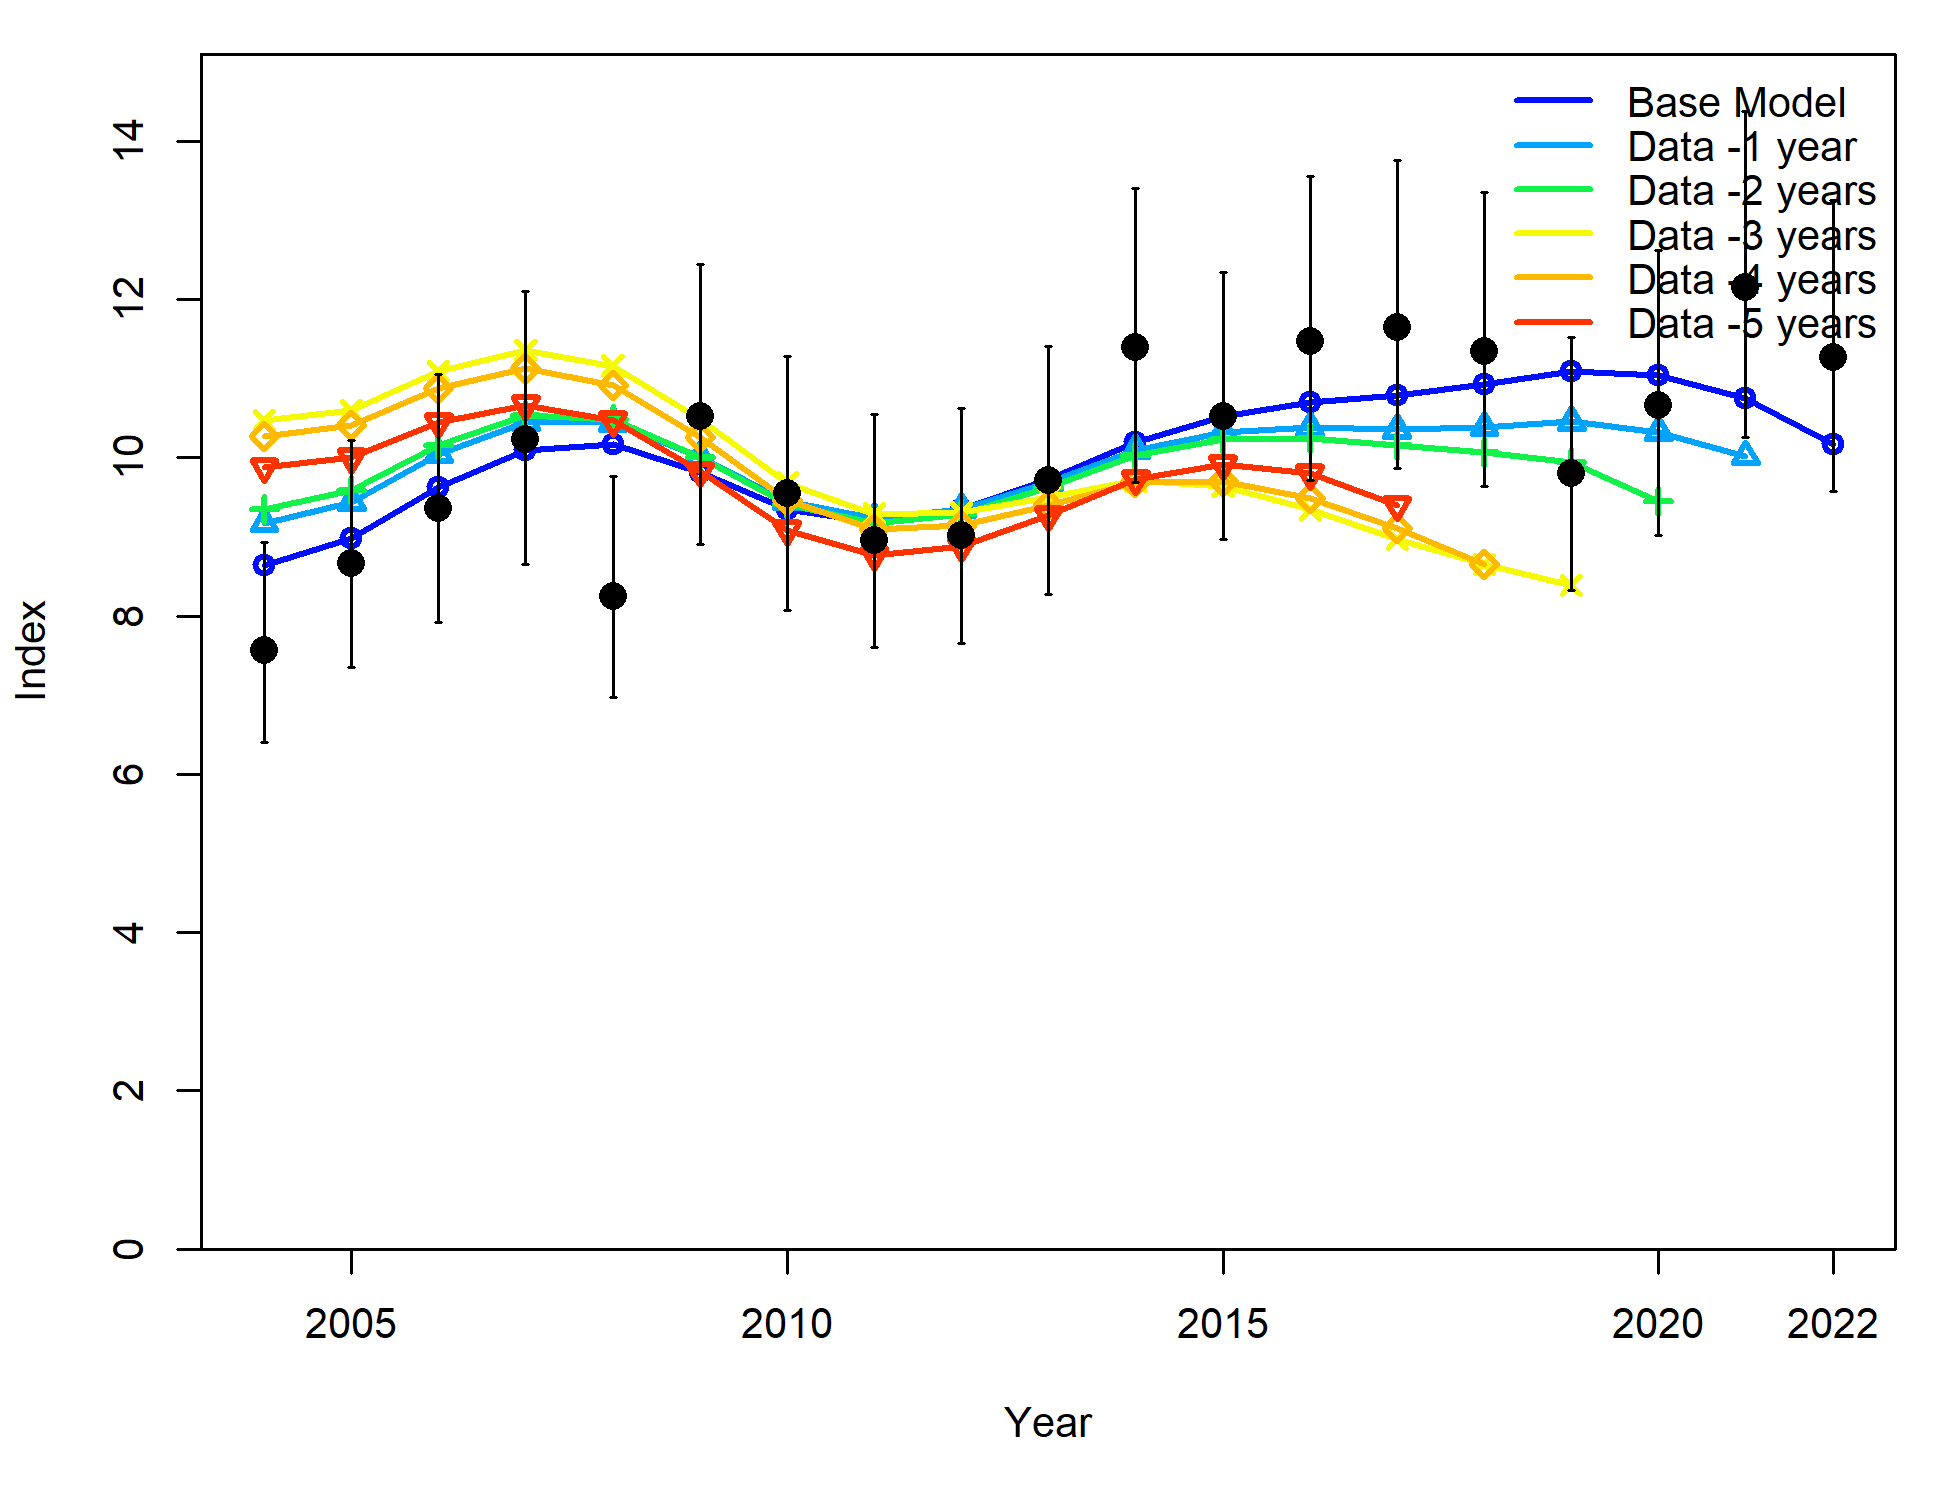 Base Model
Data -1 year
Data -2 years
Data -3 years
Data -4 years
Data -5 years
14
12
10
8
6
4
2
0
Index
2005 2010 2015 2020 2022
Year